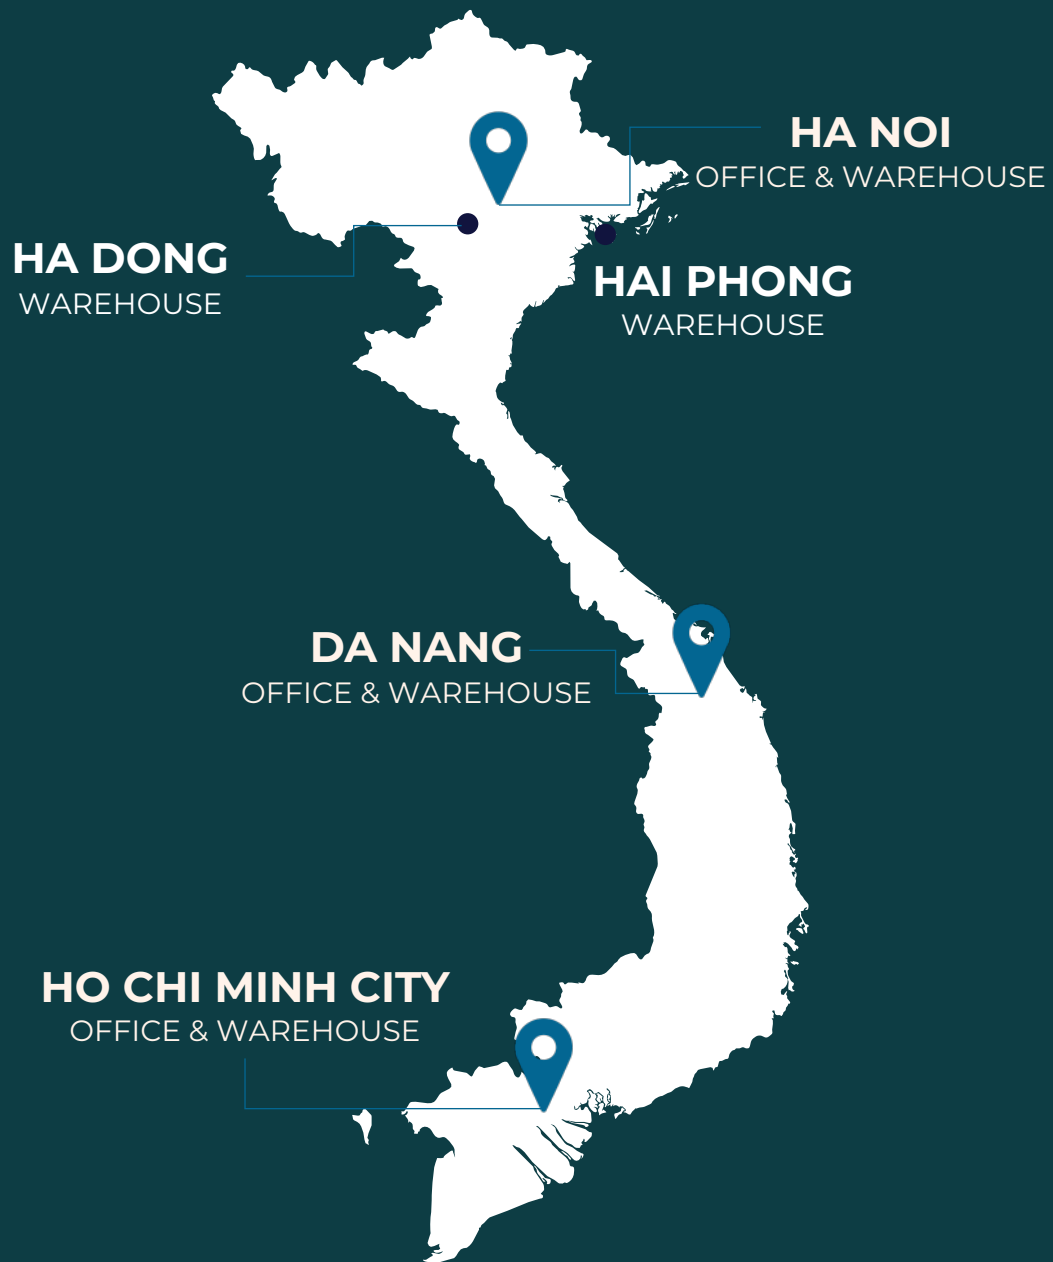 HA NOI
OFFICE & WAREHOUSE
HA DONG
WAREHOUSE
HAI PHONG
WAREHOUSE
DA NANG
OFFICE & WAREHOUSE
HO CHI MINH CITY
OFFICE & WAREHOUSE